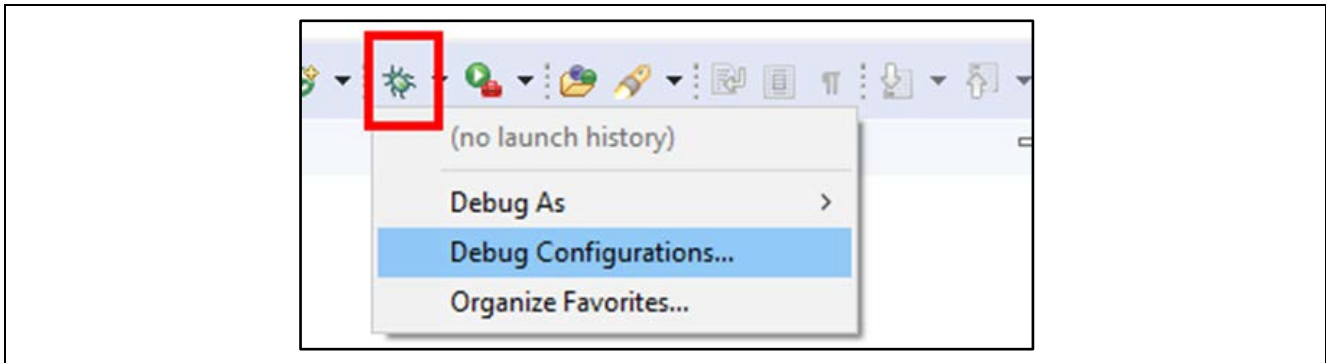 (no launch history)
Debug As
Debug Configurations...
Organize Favorites...